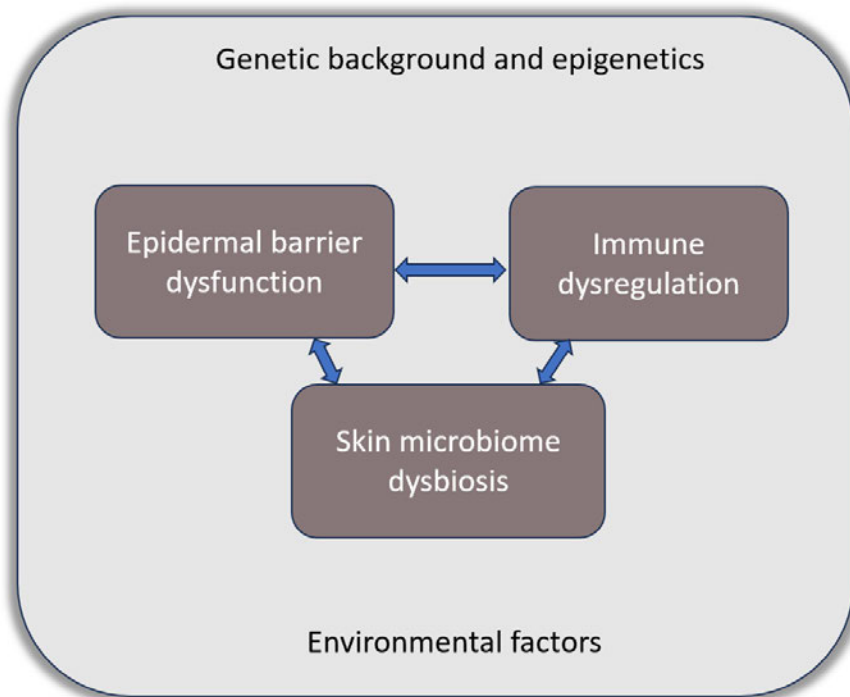 Genetic background and epigenetics
Epidermal barrier
dysfunction
Immune
dysregulation
Skin microbiome
dysbiosis
Environmental factors